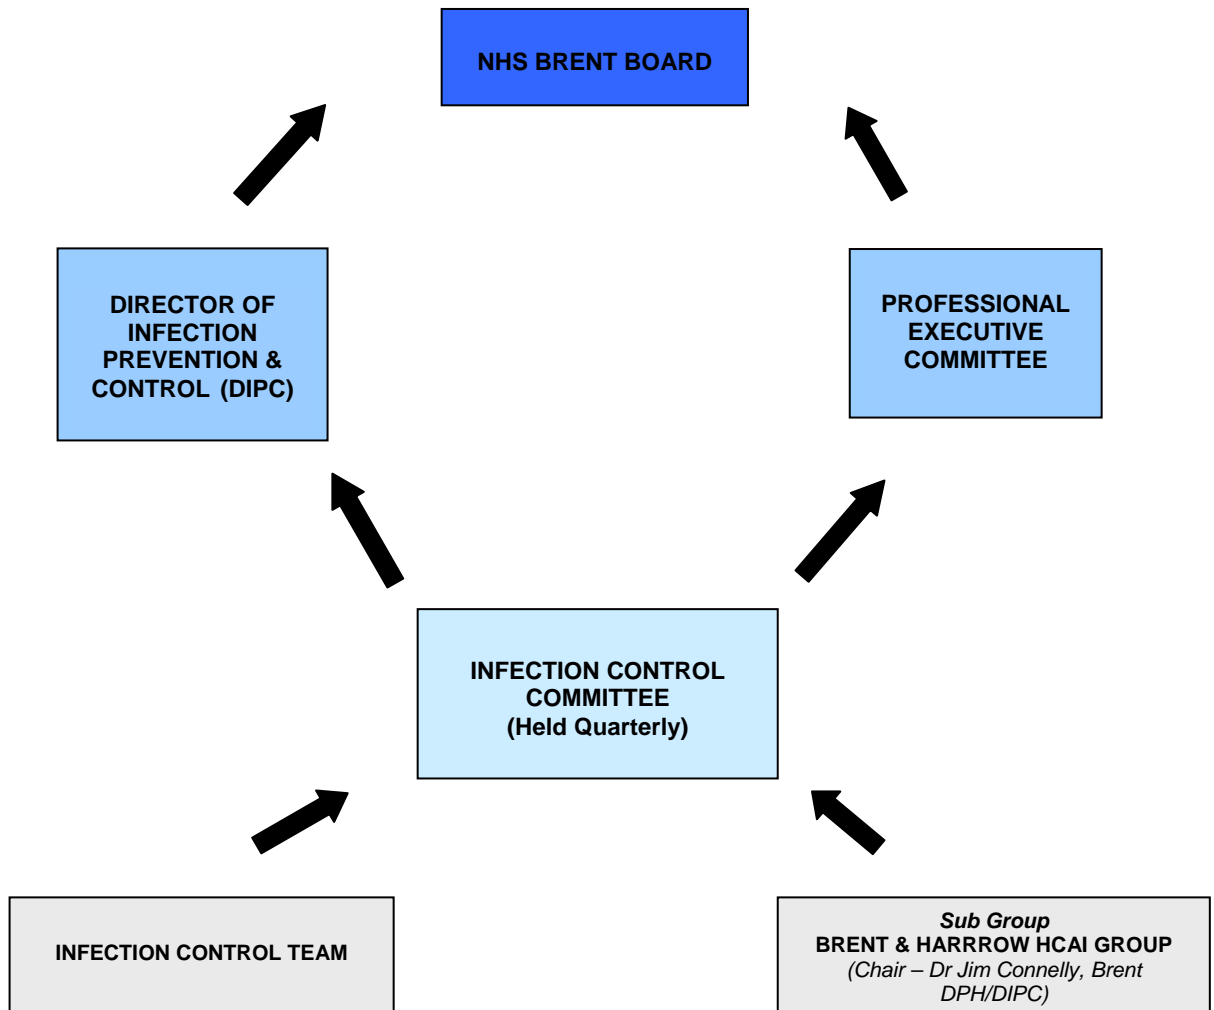 NHS BRENT BOARD
DIRECTOR OF
INFECTION
PREVENTION &
CONTROL (DIPC)
PROFESSIONAL
EXECUTIVE
COMMITTEE
INFECTION CONTROL
COMMITTEE
(Held Quarterly)
INFECTION CONTROL TEAM
Sub Group
BRENT & HARRROW HCAI GROUP
(Chair – Dr Jim Connelly, Brent
DPH/DIPC)